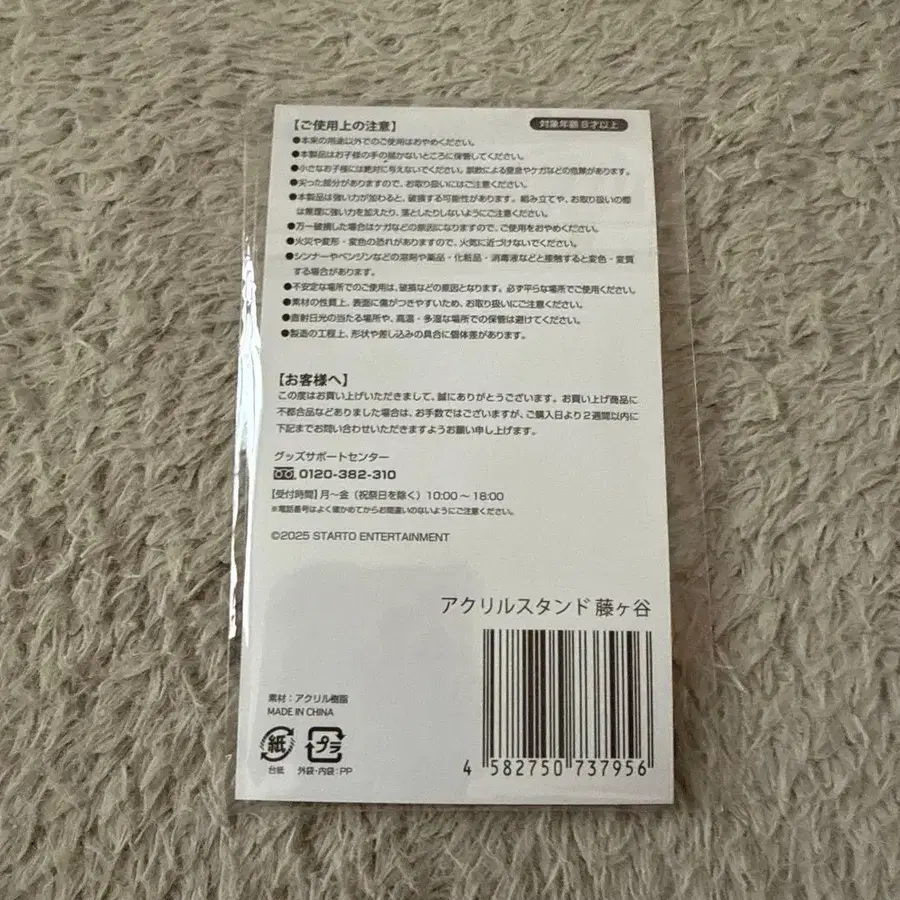 【ご使用上の注意】
対象年齢8才以上
●本来の用途以外でのご使用はおやめください。
●本製品はお子様の手の届かないところに保管してください。
●小さなお子様には絶対に与えないでください。誤飲による窒息やケガなどの危険があります。
●尖った部分がありますので、お取り扱いにはご注意ください。
●本製品は強い力が加わると、破損する可能性があります。組み立てや、お取り扱いの際
は無理に強い力を加えたり、落としたりしないようにご注意ください。
●万一破損した場合はケガなどの原因になりますので、ご使用をおやめください。
●火災や変形・変色の恐れがありますので、火気に近づけないでください。
●シンナーやベンジンなどの溶剤や薬品・化粧品・消毒液などと接触すると変色・変質
する場合があります。
●不安定な場所でのご使用は、破損などの原因となります。必ず平らな場所でご使用ください。
●素材の性質上、表面に傷がつきやすいため、お取り扱いにご注意ください。
●直射日光の当たる場所や、高温・多湿な場所での保管は避けてください。
●製造の工程上、形状や差し込みの具合に個体差があります。
【お客様へ】
この度はお買い上げいただきまして、誠にありがとうございます。お買い上げ商品に
不都合品などありました場合は、お手数ではございますが、ご購入日より2週間以内に
下記までお問い合わせいただきますようお願い申し上げます。
グッズサポートセンター
0120-382-310
【受付時間】月〜金（祝祭日を除く）10:00〜18:00
※電話番号はよく確かめてからお間違いのないようにご注意ください。
©2025 STARTO ENTERTAINMENT
アクリルスタンド 藤ヶ谷
素材：アクリル樹脂
MADE IN CHINA
紙 プラ
台紙 外袋・内袋：PP
4 582750 737956